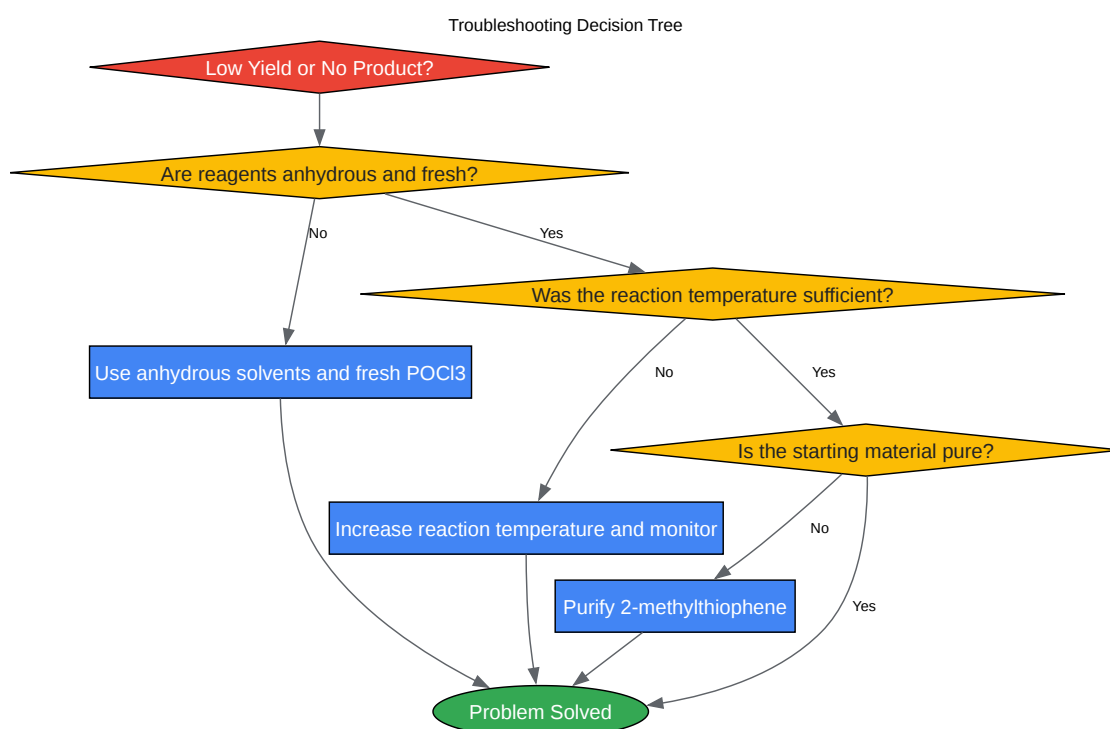 Troubleshooting Decision Tree
Low Yield or No Product?
Are reagents anhydrous and fresh?
No
Yes
Was the reaction temperature sufficient?
Use anhydrous solvents and fresh POCl3
No
Yes
Is the starting material pure?
Increase reaction temperature and monitor
No
Purify 2-methylthiophene
Yes
Problem Solved